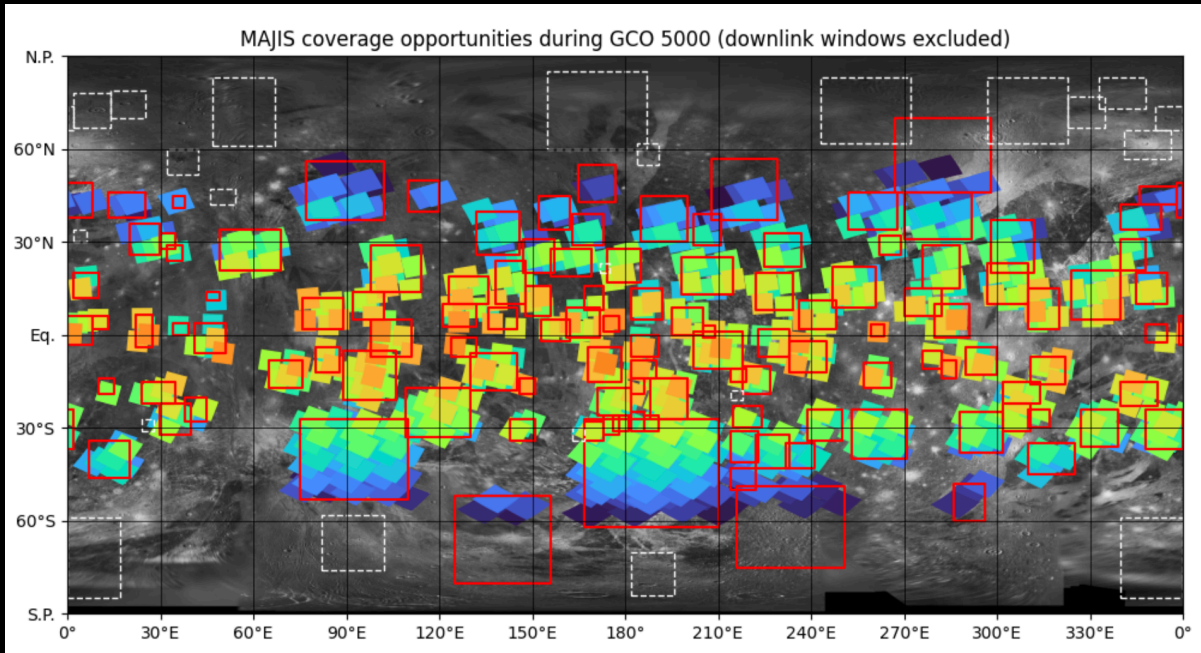 MAJIS coverage opportunities during GCO 5000 (downlink windows excluded)
N.P.
60°N
30°N
Eq.
30°S
60°S
S.P.
0° 30°E 60°E 90°E 120°E 150°E 180° 210°E 240°E 270°E 300°E 330°E 0°